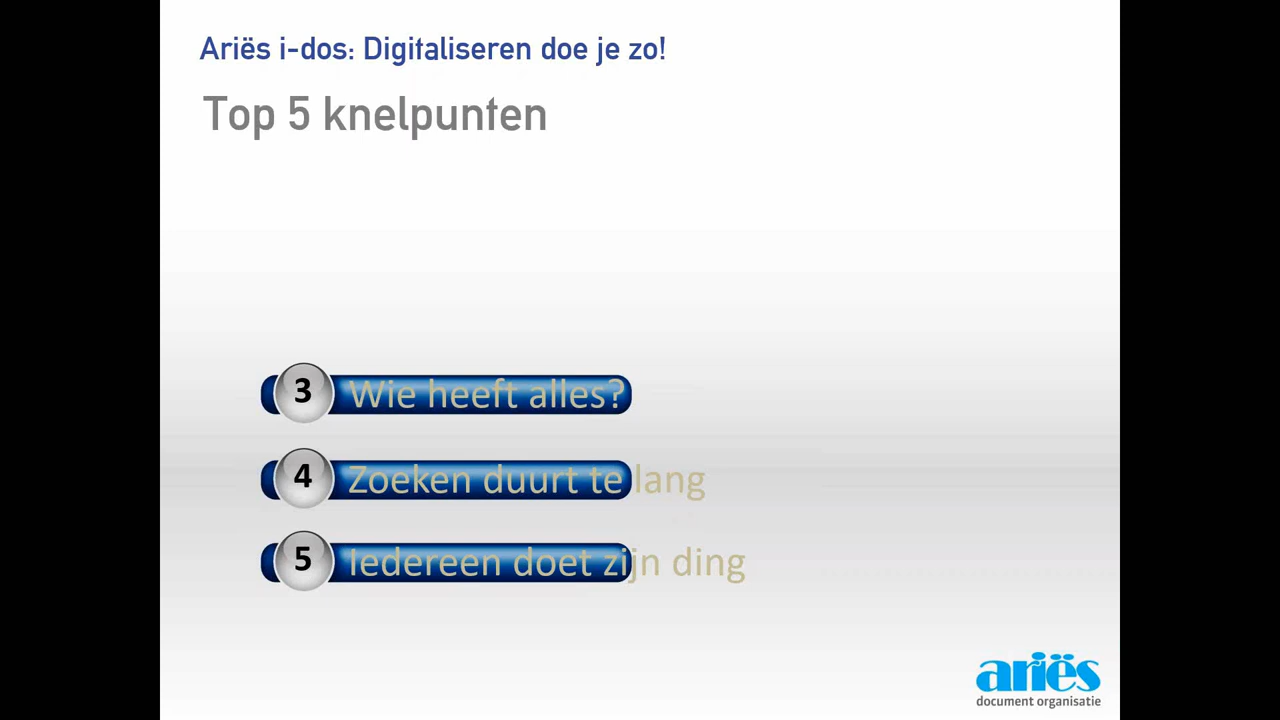 Ariës i-dos: Digitaliseren doe je zo!
Top 5 knelpunten
3 Wie heeft alles?
4 Zoeken duurt te lang
5 Iedereen doet zijn ding
ariës
document organisatie